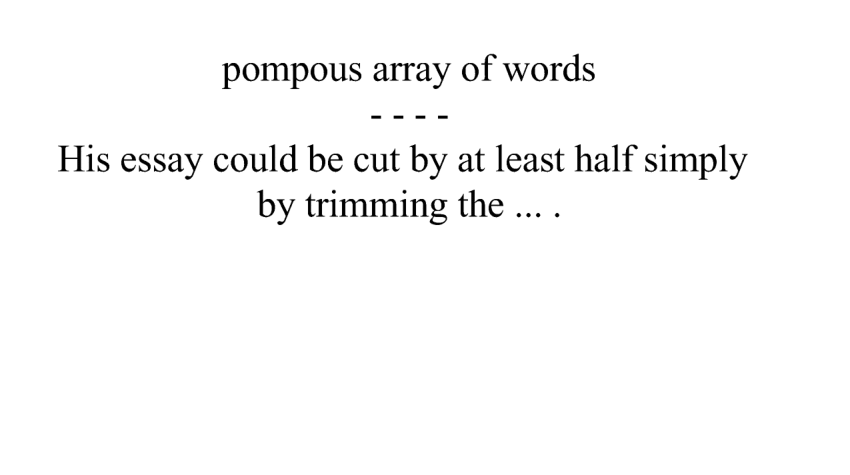 pompous array of words
- - - -
His essay could be cut by at least half simply
by trimming the ... .